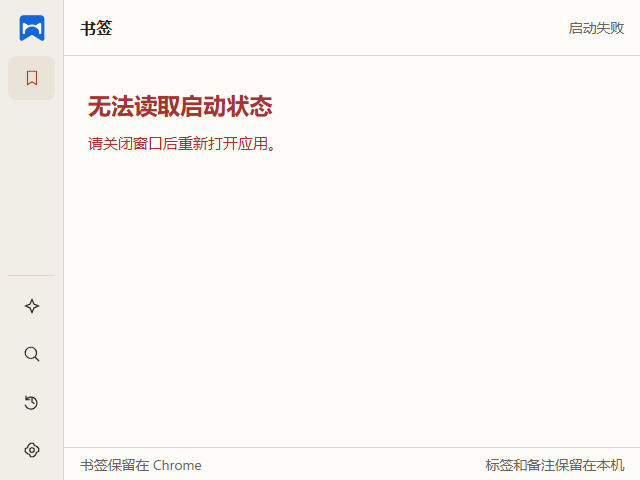 书签
启动失败
无法读取启动状态
请关闭窗口后重新打开应用。
书签保留在 Chrome
标签和备注保留在本机